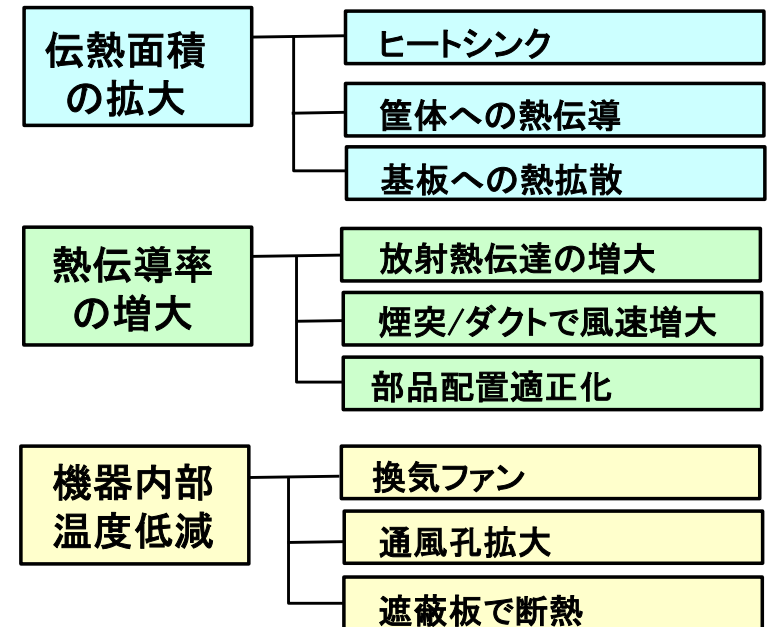 伝熱面積
の拡大
ヒートシンク
筐体への熱伝導
基板への熱拡散
熱伝導率
の増大
放射熱伝達の増大
煙突/ダクトで風速増大
部品配置適正化
機器内部
温度低減
換気ファン
通風孔拡大
遮蔽板で断熱